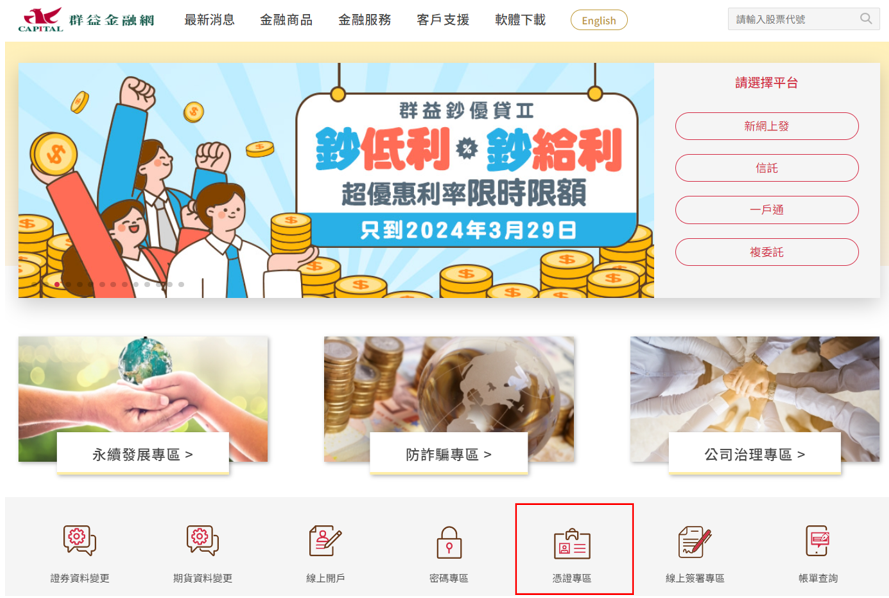 CAPITAL 群益金融網
最新消息 金融商品 金融服務 客戶支援 軟體下載 English 請輸入股票代號
群益鈔優貸工
鈔低利%鈔給利
超優惠利率限時限額
只到2024年3月29日
請選擇平台
新網上發
信託
一戶通
複委託
永續發展專區 >
防詐騙專區 >
公司治理專區 >
證券資料變更
期貨資料變更
線上開戶
密碼專區
憑證專區
線上簽署專區
帳單查詢